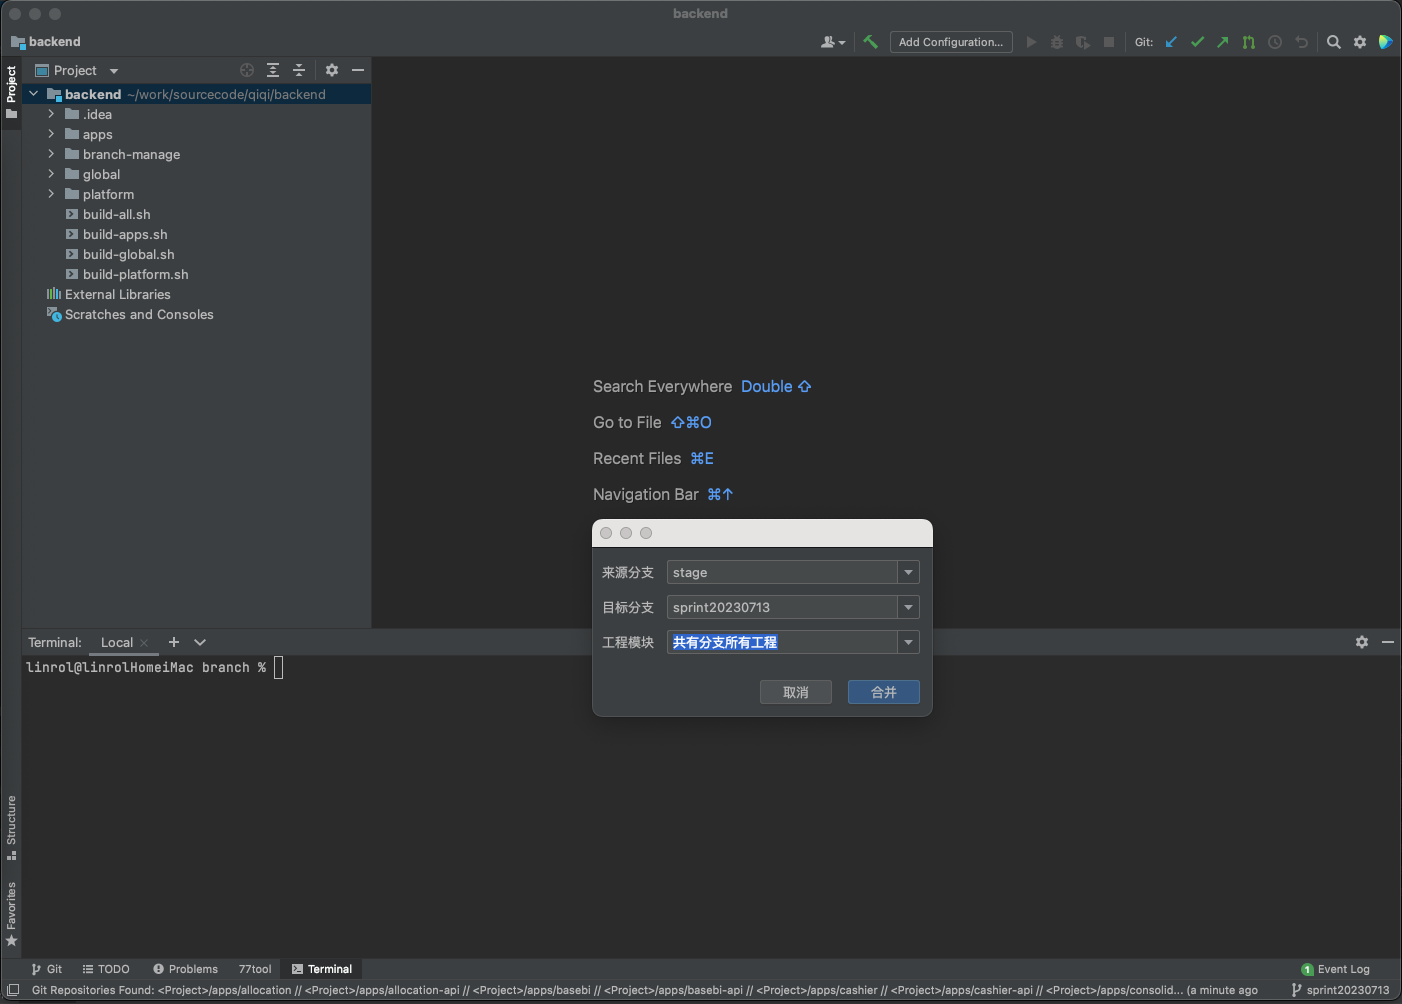 backend
backend
Add Configuration...
Git:
Project
Project
backend ~/work/sourcecode/qiqi/backend
.idea
apps
branch-manage
global
platform
build-all.sh
build-apps.sh
build-global.sh
build-platform.sh
External Libraries
Scratches and Consoles
Search Everywhere Double ⇧
Go to File ⇧⌘O
Recent Files ⌘E
Navigation Bar ⌘↑
来源分支 stage
目标分支 sprint20230713
工程模块 共有分支所有工程
取消 合并
Terminal: Local
linrol@linrolHomeiMac branch %
Structure
Favorites
Git TODO Problems 77tool Terminal 1 Event Log
Git Repositories Found: <Project>/apps/allocation // <Project>/apps/allocation-api // <Project>/apps/basebi // <Project>/apps/basebi-api // <Project>/apps/cashier // <Project>/apps/cashier-api // <Project>/apps/consolid... (a minute ago sprint20230713